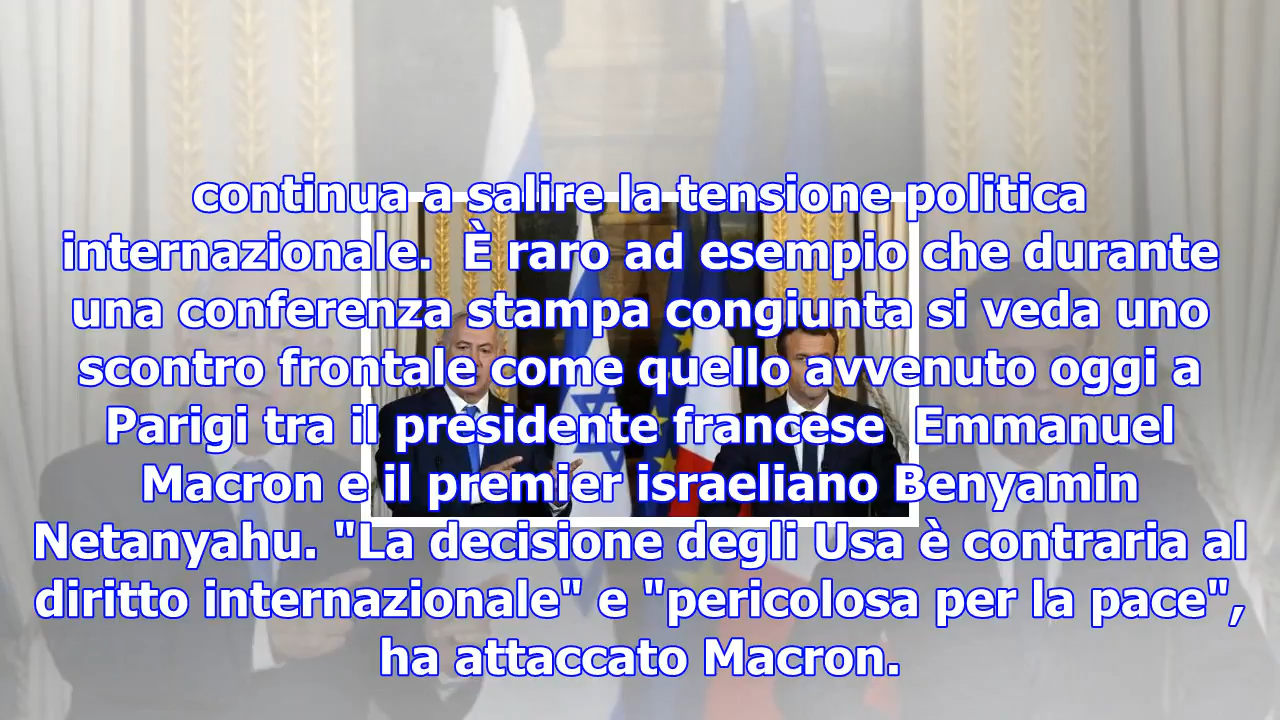 continua a salire la tensione politica
internazionale.  È raro ad esempio che durante
una conferenza stampa congiunta si veda uno
scontro frontale come quello avvenuto oggi a
Parigi tra il presidente francese  Emmanuel
Macron e il premier israeliano Benyamin
Netanyahu. "La decisione degli Usa è contraria al
diritto internazionale" e "pericolosa per la pace",
ha attaccato Macron.